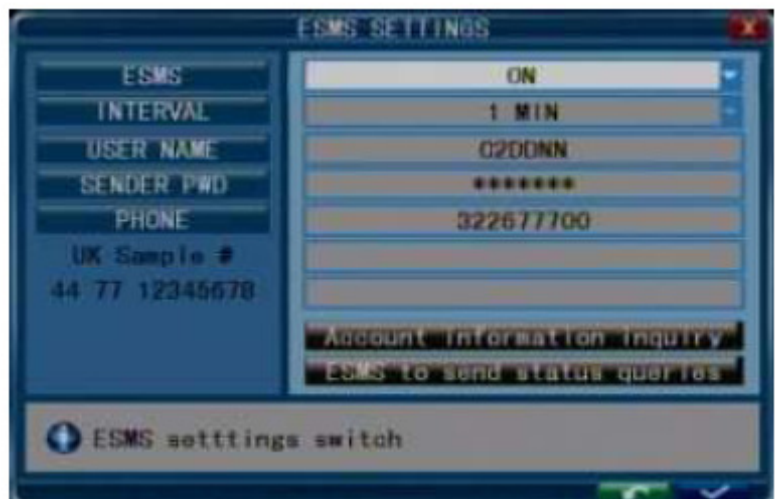 ESMS SETTINGS
ESMS ON
INTERVAL 1 MIN
USER NAME C2DDNN
SENDER PWD *******
PHONE 322677700
UK Sample #
44 77 12345678
Account information inquiry
ESMS to send status queries
ESMS setttings switch